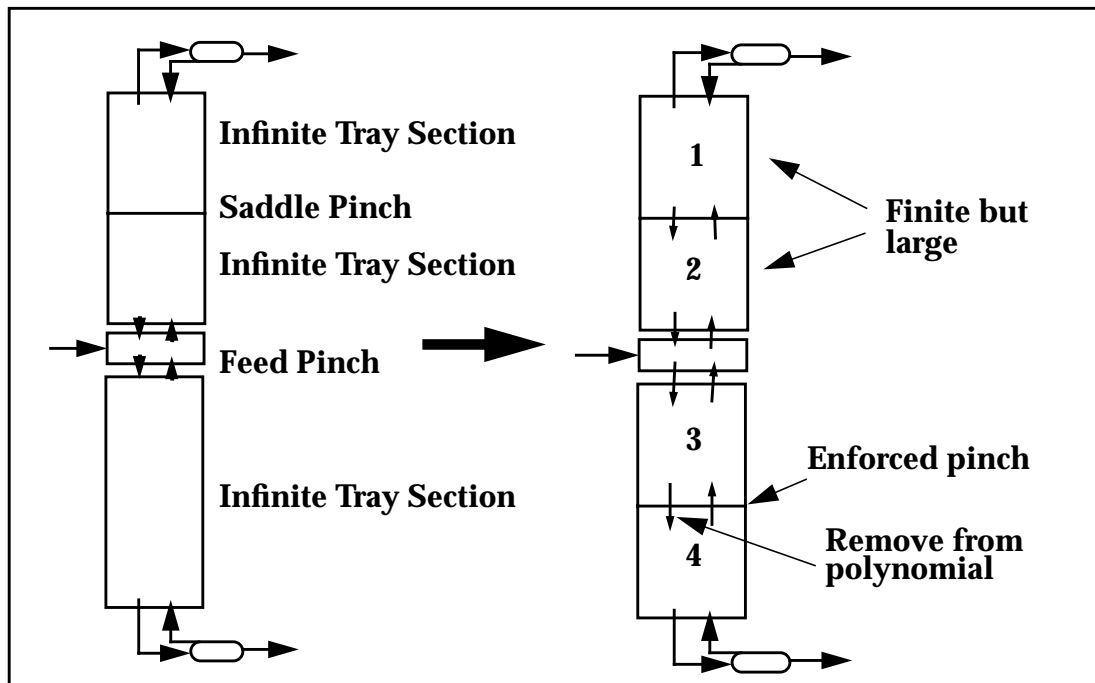 Infinite Tray Section
Saddle Pinch
Infinite Tray Section
Feed Pinch
Infinite Tray Section
1
2
3
4
Finite but
large
Enforced pinch
Remove from
polynomial